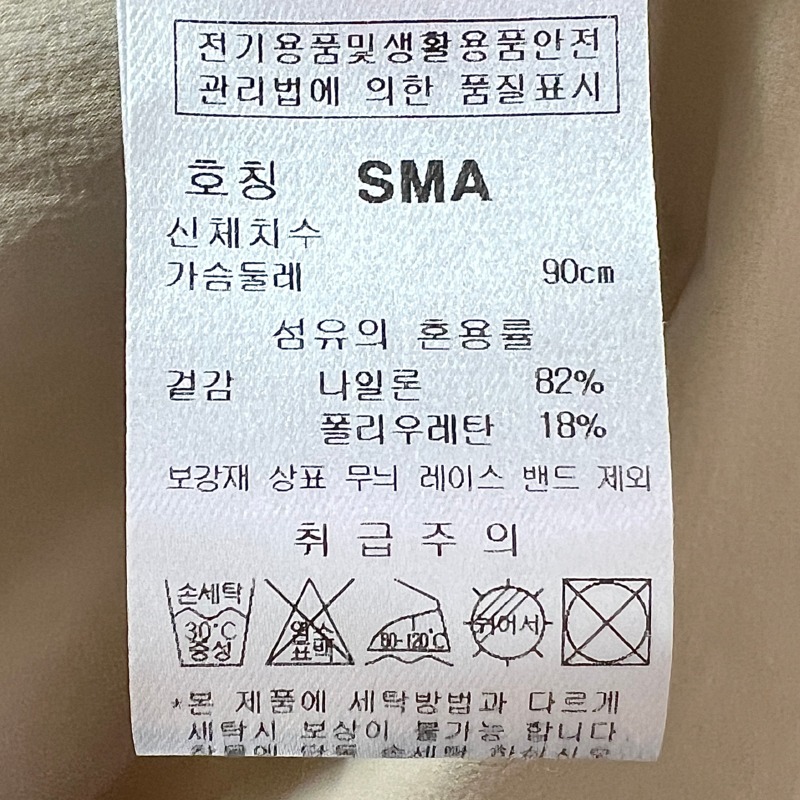 전기용품및생활용품안전
관리법에 의한 품질표시
호칭 SMA
신체치수
가슴둘레 90cm
섬유의 혼용률
겉감 나일론 82%
폴리우레탄 18%
보강재 상표 무늬 레이스 밴드 제외
취급주의
손세탁
30°C
중성
염소
표백
80-120°C
뉘어서
*본 제품에 세탁방법과 다르게
세탁시 보상이 불가능 합니다